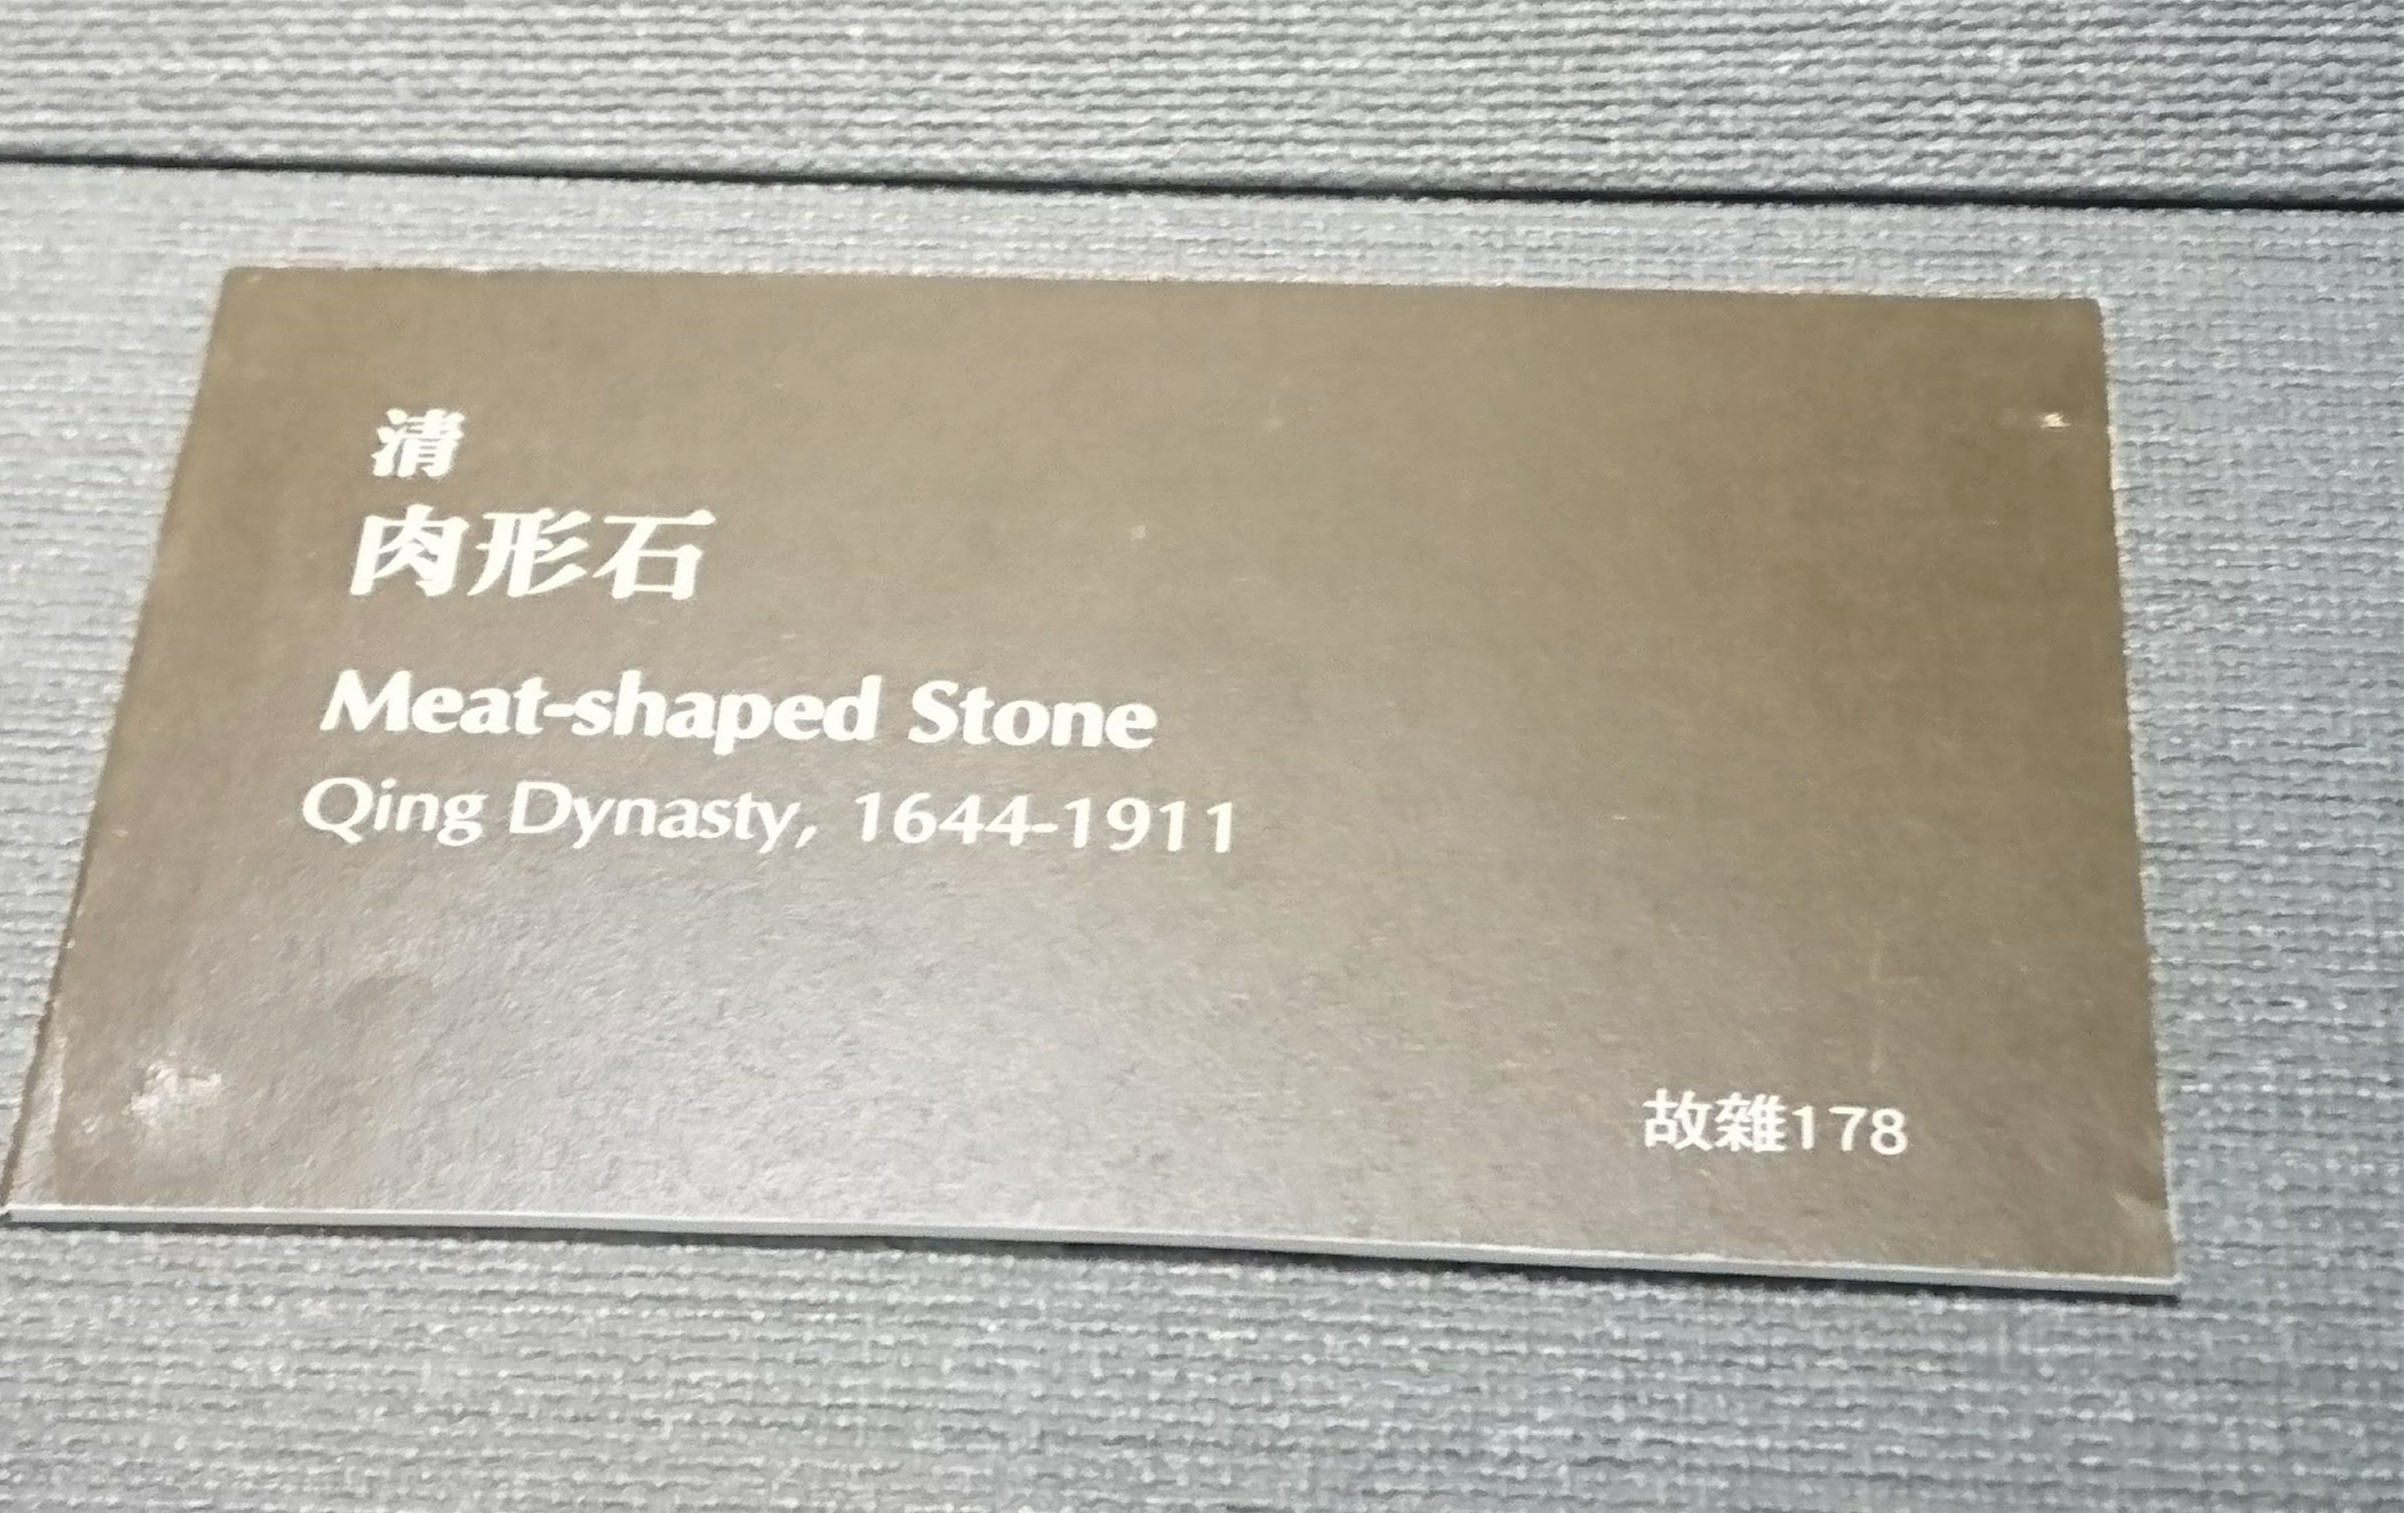 清
肉形石
Meat-shaped Stone
Qing Dynasty, 1644-1911
故雜178